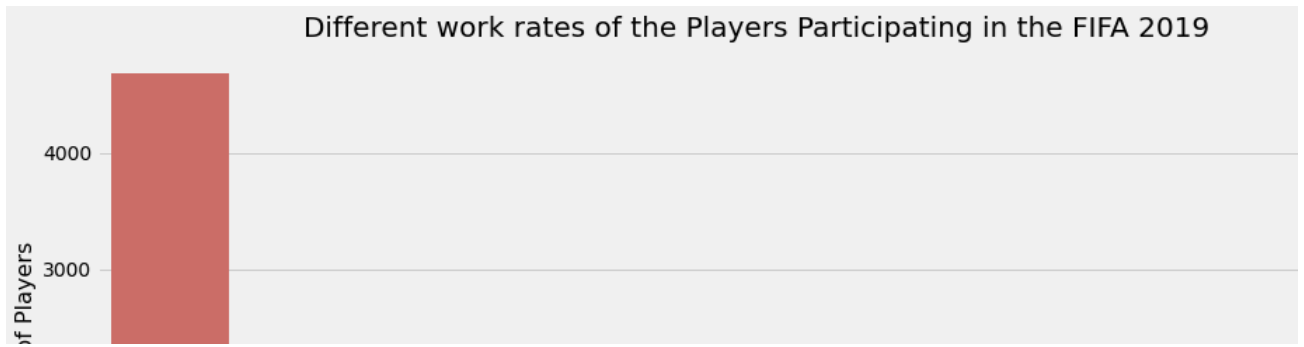 Different work rates of the Players Participating in the FIFA 2019
4000
3000
of Players